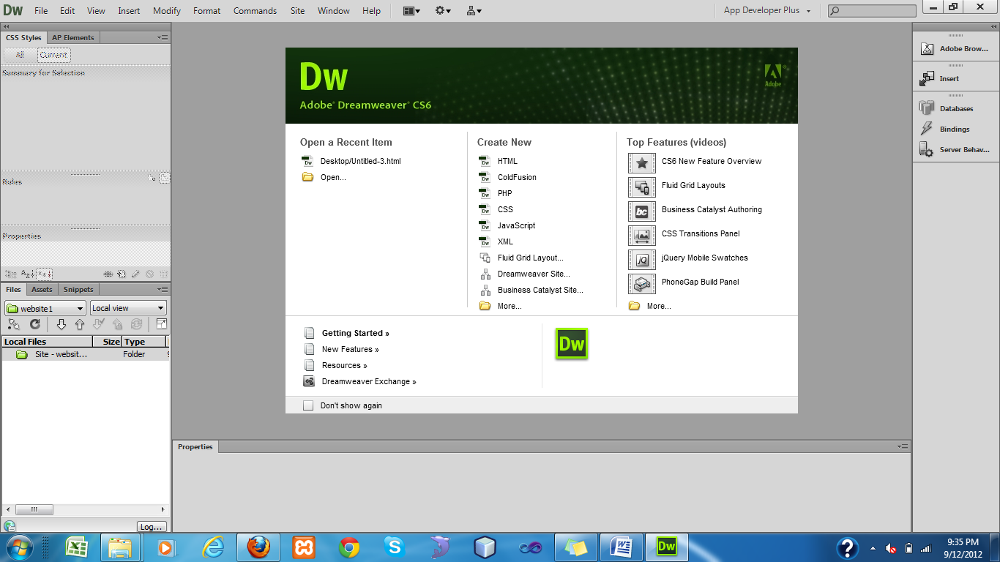 Dw File Edit View Insert Modify Format Commands Site Window Help App Developer Plus
CSS Styles AP Elements
All Current
Summary for Selection
Rules
Properties
Files Assets Snippets
website1 Local view
Local Files Size Type
Site - websit... Folder
Log...
Dw
Adobe® Dreamweaver® CS6
Adobe
Open a Recent Item
Desktop/Untitled-3.html
Open...
Create New
HTML
ColdFusion
PHP
CSS
JavaScript
XML
Fluid Grid Layout...
Dreamweaver Site...
Business Catalyst Site...
More...
Top Features (videos)
CS6 New Feature Overview
Fluid Grid Layouts
bc Business Catalyst Authoring
CSS Transitions Panel
jQ jQuery Mobile Swatches
PhoneGap Build Panel
More...
Getting Started »
New Features »
Resources »
Dreamweaver Exchange »
Dw
Don't show again
Properties
Adobe Brow...
Insert
Databases
Bindings
Server Behav...
Dw
9:35 PM
9/12/2012